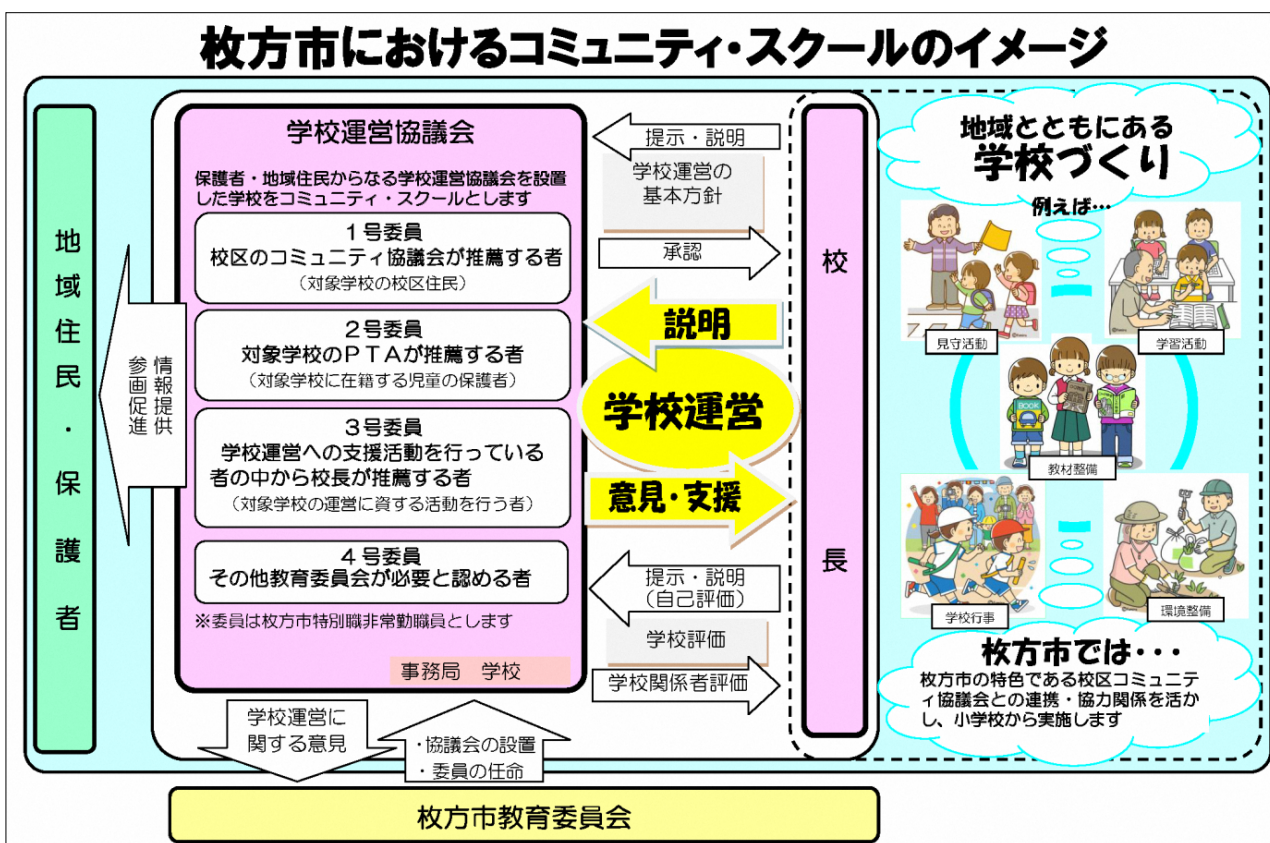 枚方市におけるコミュニティ・スクールのイメージ
地域住民・保護者
情報提供
参画促進
学校運営協議会
保護者・地域住民からなる学校運営協議会を設置
した学校をコミュニティ・スクールとします
１号委員
校区のコミュニティ協議会が推薦する者
（対象学校の校区住民）
２号委員
対象学校のＰＴＡが推薦する者
（対象学校に在籍する児童の保護者）
３号委員
学校運営への支援活動を行っている
者の中から校長が推薦する者
（対象学校の運営に資する活動を行う者）
４号委員
その他教育委員会が必要と認める者
※委員は枚方市特別職非常勤職員とします
事務局　学校
提示・説明
学校運営の
基本方針
承認
説明
学校運営
意見・支援
提示・説明
（自己評価）
学校評価
学校関係者評価
校長
地域とともにある
学校づくり
例えば…
見守活動
学習活動
教材整備
学校行事
環境整備
枚方市では・・・
枚方市の特色である校区コミュニテ
ィ協議会との連携・協力関係を活か
し、小学校から実施します
学校運営に
関する意見
・協議会の設置
・委員の任命
枚方市教育委員会